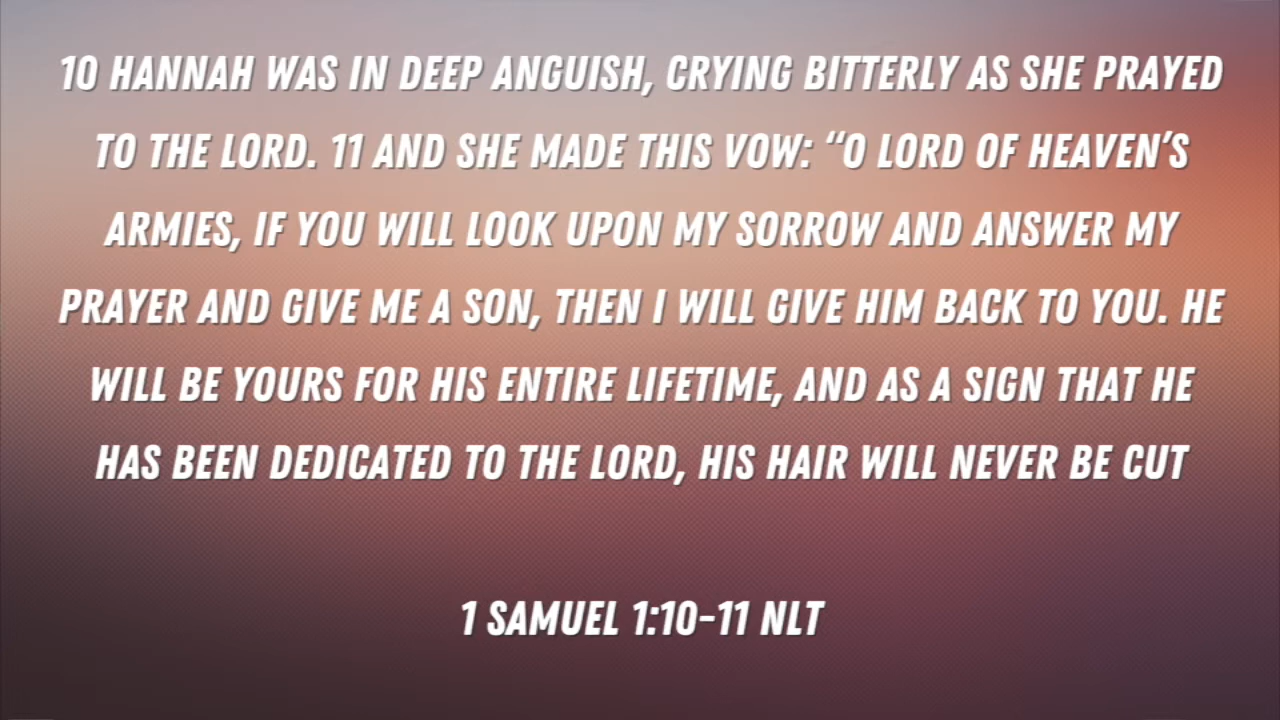 10 HANNAH WAS IN DEEP ANGUISH, CRYING BITTERLY AS SHE PRAYED
TO THE LORD. 11 AND SHE MADE THIS VOW: “O LORD OF HEAVEN’S
ARMIES, IF YOU WILL LOOK UPON MY SORROW AND ANSWER MY
PRAYER AND GIVE ME A SON, THEN I WILL GIVE HIM BACK TO YOU. HE
WILL BE YOURS FOR HIS ENTIRE LIFETIME, AND AS A SIGN THAT HE
HAS BEEN DEDICATED TO THE LORD, HIS HAIR WILL NEVER BE CUT
1 SAMUEL 1:10-11 NLT